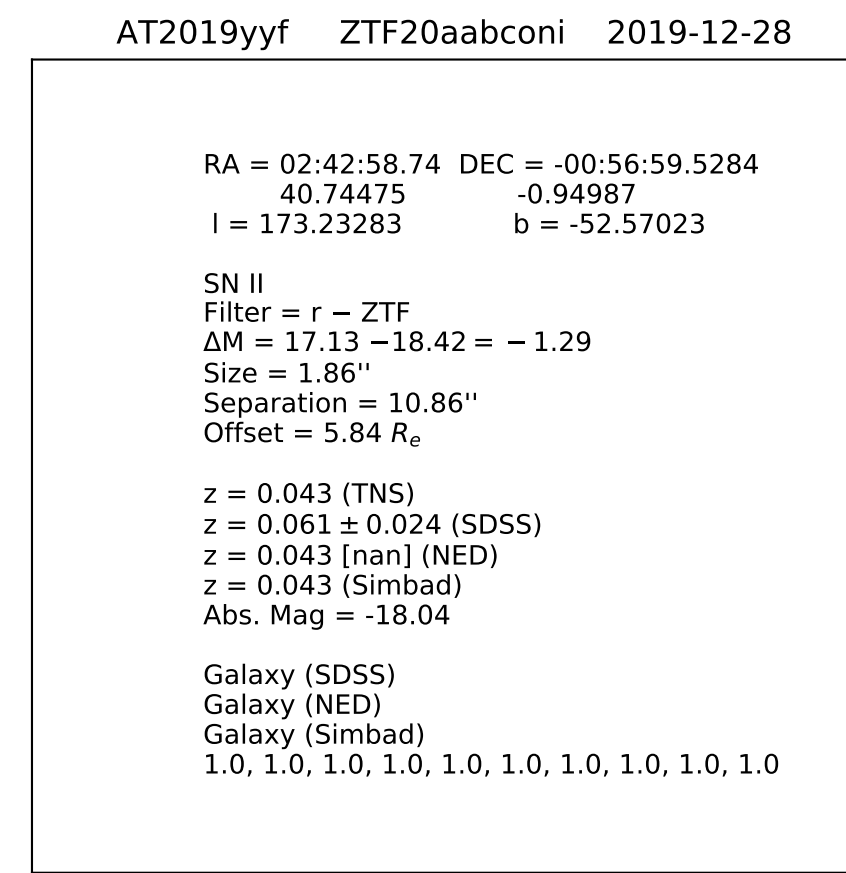 AT2019yyf ZTF20aabconi 2019-12-28
RA = 02:42:58.74 DEC = -00:56:59.5284
40.74475 -0.94987
l = 173.23283 b = -52.57023
SN II
Filter = r − ZTF
ΔM = 17.13 −18.42 = − 1.29
Size = 1.86''
Separation = 10.86''
Offset = 5.84 Re
z = 0.043 (TNS)
z = 0.061 ± 0.024 (SDSS)
z = 0.043 [nan] (NED)
z = 0.043 (Simbad)
Abs. Mag = -18.04
Galaxy (SDSS)
Galaxy (NED)
Galaxy (Simbad)
1.0, 1.0, 1.0, 1.0, 1.0, 1.0, 1.0, 1.0, 1.0, 1.0